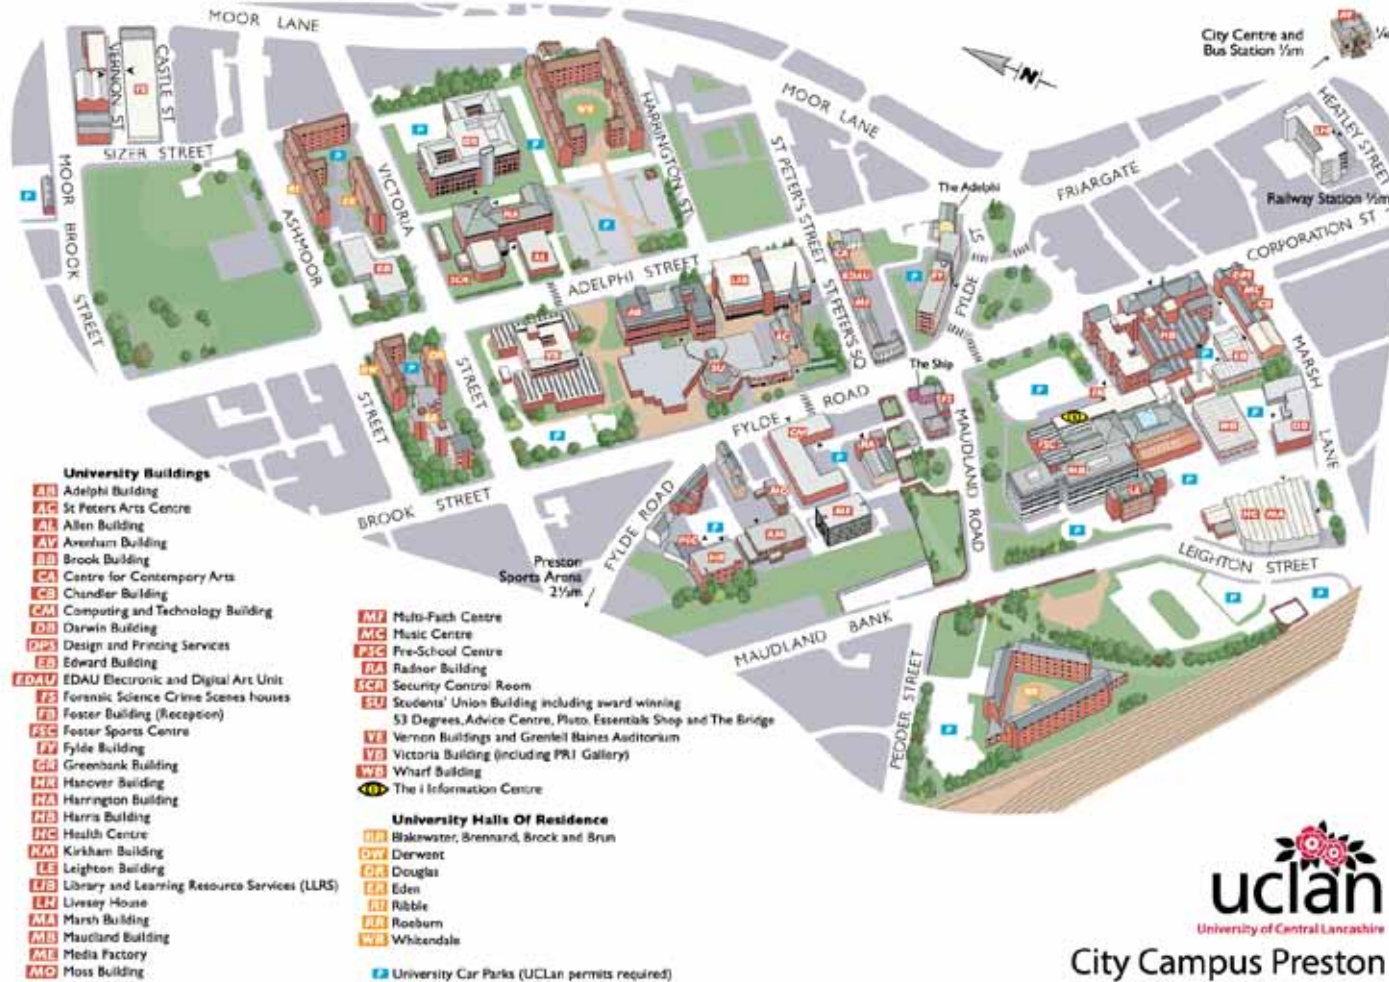 MOOR LANE
City Centre and
Bus Station ½m
VERNON ST
CASTLE ST
SIZER STREET
MOOR BROOK STREET
VICTORIA
STREET
ASHMOOR
STREET
HARRINGTON ST
MOOR LANE
N
HEATLEY STREET
ST PETER'S STREET
ST PETER'S SQ
The Adelphi
FRIARGATE
Railway Station ½m
CORPORATION ST
ADELPHI STREET
FYLDE ST
The Ship
FYLDE ROAD
MAUDLAND ROAD
MARSH LANE
BROOK STREET
FYLDE ROAD
Preston
Sports Arena
2½m
LEIGHTON STREET
MAUDLAND BANK
PEDDER STREET
University Buildings
AB Adelphi Building
AC St Peters Arts Centre
AL Allen Building
AV Avenham Building
BB Brook Building
CA Centre for Contempory Arts
CB Chandler Building
CM Computing and Technology Building
DB Darwin Building
DPS Design and Printing Services
EB Edward Building
EDAU EDAU Electronic and Digital Art Unit
FS Forensic Science Crime Scenes houses
FB Foster Building (Reception)
FSC Foster Sports Centre
FY Fylde Building
GR Greenbank Building
HR Hanover Building
HA Harrington Building
HB Harris Building
HC Health Centre
KM Kirkham Building
LE Leighton Building
LIB Library and Learning Resource Services (LLRS)
LH Livesey House
MA Marsh Building
MB Maudland Building
ME Media Factory
MO Moss Building
MF Multi-Faith Centre
MC Music Centre
PSC Pre-School Centre
RA Radnor Building
SCR Security Control Room
SU Students' Union Building including award winning
53 Degrees, Advice Centre, Pluto, Essentials Shop and The Bridge
VE Vernon Buildings and Grenfell Baines Auditorium
VB Victoria Building (including PR1 Gallery)
WB Wharf Building
The i Information Centre
University Halls Of Residence
Blakewater, Brennand, Brock and Brun
DW Derwent
DR Douglas
ER Eden
RI Ribble
RR Roeburn
WR Whitendale
P University Car Parks (UCLan permits required)
uclan
University of Central Lancashire
City Campus Preston